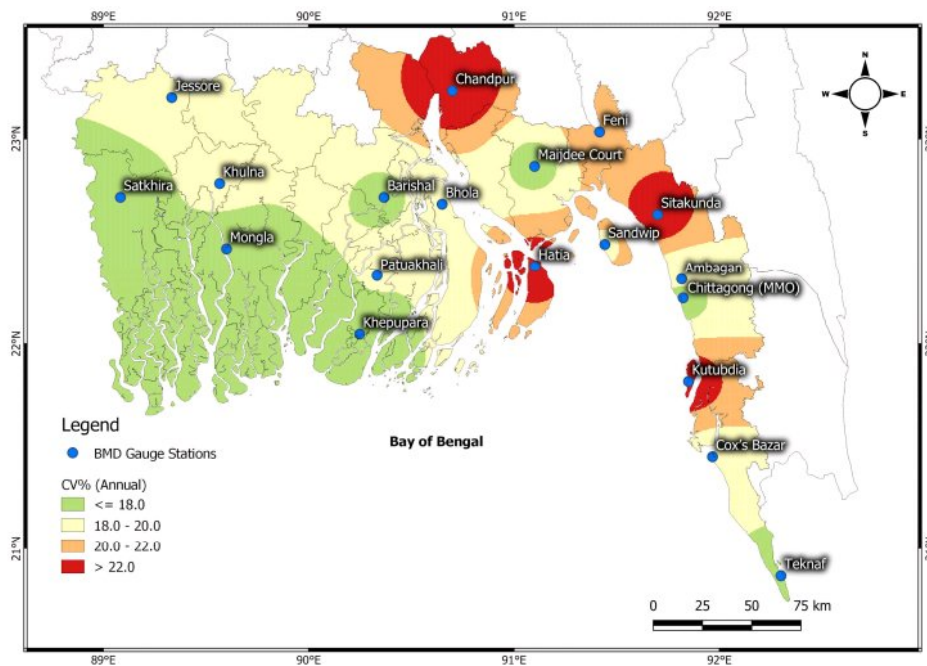 89°E 90°E 91°E 92°E
N
W E
S
23°N
22°N
21°N
Chandpur
Jessore
Feni
Maijdee Court
Khulna
Satkhira
Barishal
Bhola
Sitakunda
Sandwip
Mongla
Hatia
Patuakhali
Ambagan
Chittagong (MMO)
Khepupara
Kutubdia
Bay of Bengal
Cox's Bazar
Teknaf
Legend
BMD Gauge Stations
CV% (Annual)
<= 18.0
18.0 - 20.0
20.0 - 22.0
> 22.0
0 25 50 75 km
89°E 90°E 91°E 92°E